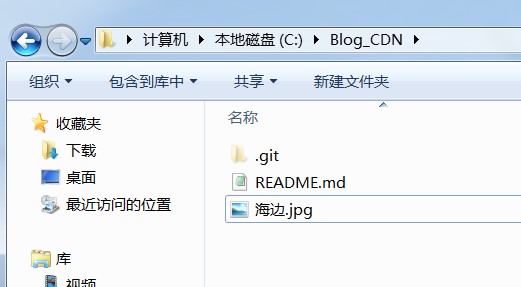 计算机 本地磁盘 (C:) Blog_CDN
组织 包含到库中 共享 新建文件夹
收藏夹
下载
桌面
最近访问的位置
库
视频
名称
.git
README.md
海边.jpg